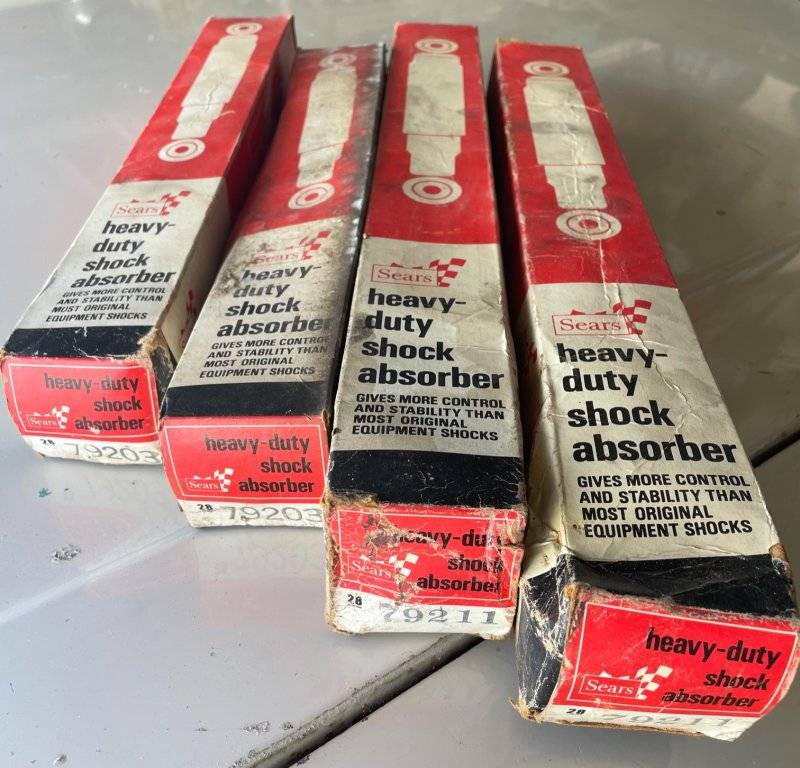 Sears
heavy-
duty
shock
absorber
GIVES MORE CONTROL
AND STABILITY THAN
MOST ORIGINAL
EQUIPMENT SHOCKS
heavy-duty
shock
Sears absorber
28 79203
Sears
heavy-
duty
shock
absorber
GIVES MORE CONTROL
AND STABILITY THAN
MOST ORIGINAL
EQUIPMENT SHOCKS
heavy-duty
shock
Sears absorber
28 79203
Sears
heavy-
duty
shock
absorber
GIVES MORE CONTROL
AND STABILITY THAN
MOST ORIGINAL
EQUIPMENT SHOCKS
heavy-duty
shock
Sears absorber
28 79211
Sears
heavy-
duty
shock
absorber
GIVES MORE CONTROL
AND STABILITY THAN
MOST ORIGINAL
EQUIPMENT SHOCKS
heavy-duty
shock
Sears absorber
28 79211